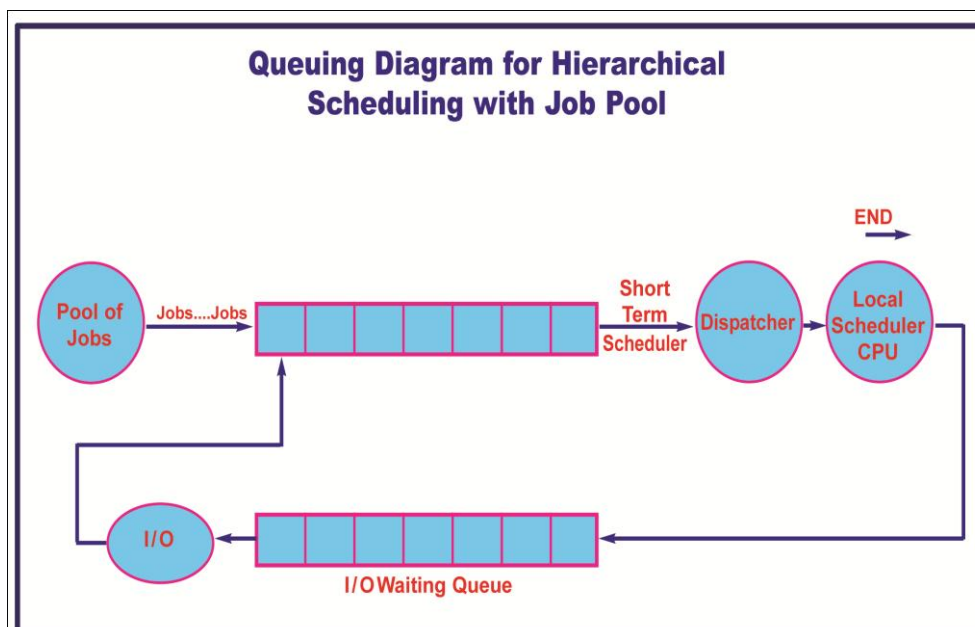 Queuing Diagram for Hierarchical
Scheduling with Job Pool
END
Pool of
Jobs
Jobs....Jobs
Short
Term
Scheduler
Dispatcher
Local
Scheduler
CPU
I/O
I/O Waiting Queue